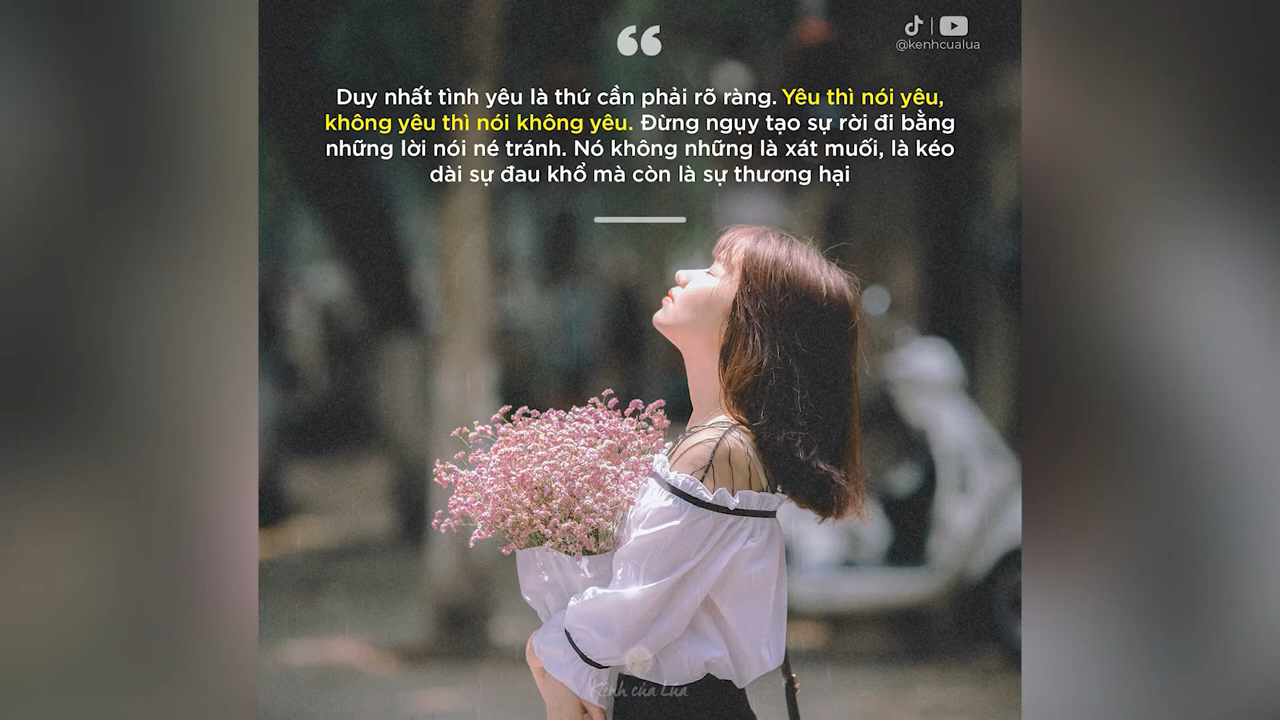 @kenhcualua
Duy nhất tình yêu là thứ cần phải rõ ràng. Yêu thì nói yêu,
không yêu thì nói không yêu. Đừng ngụy tạo sự rời đi bằng
những lời nói né tránh. Nó không những là xát muối, là kéo
dài sự đau khổ mà còn là sự thương hại
Kênh của Lúa